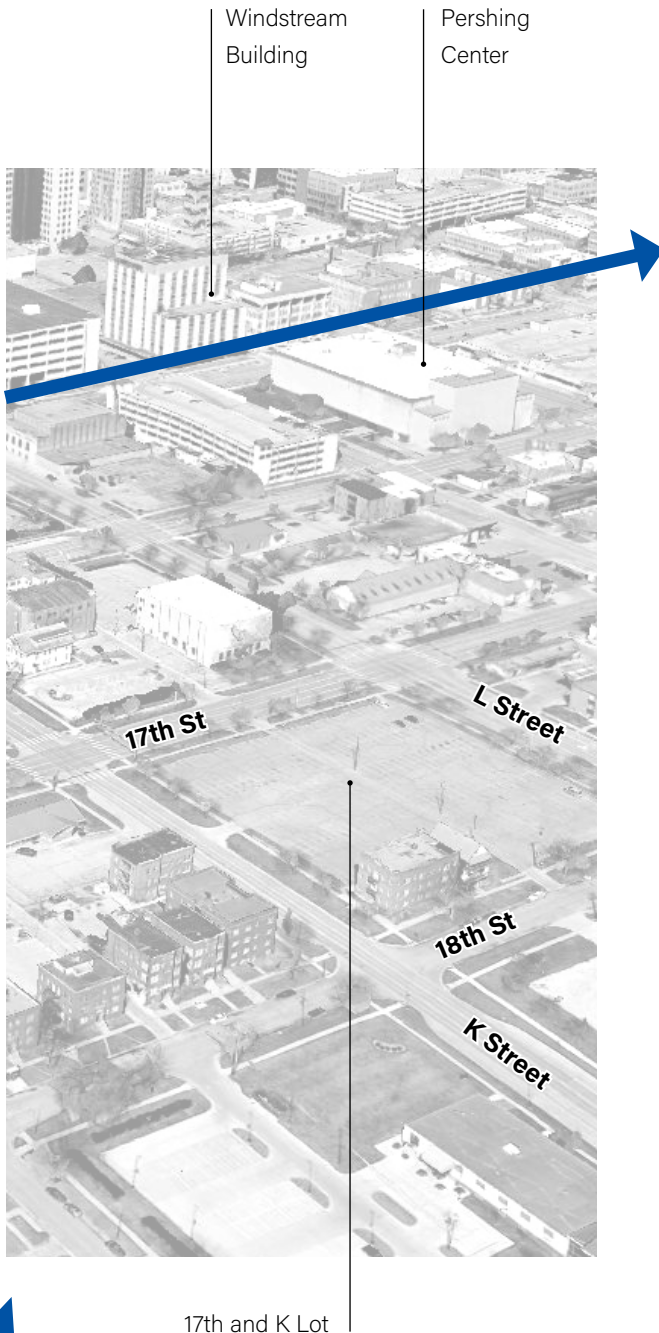 Windstream
Building
Pershing
Center
17th St
L Street
18th St
K Street
17th and K Lot